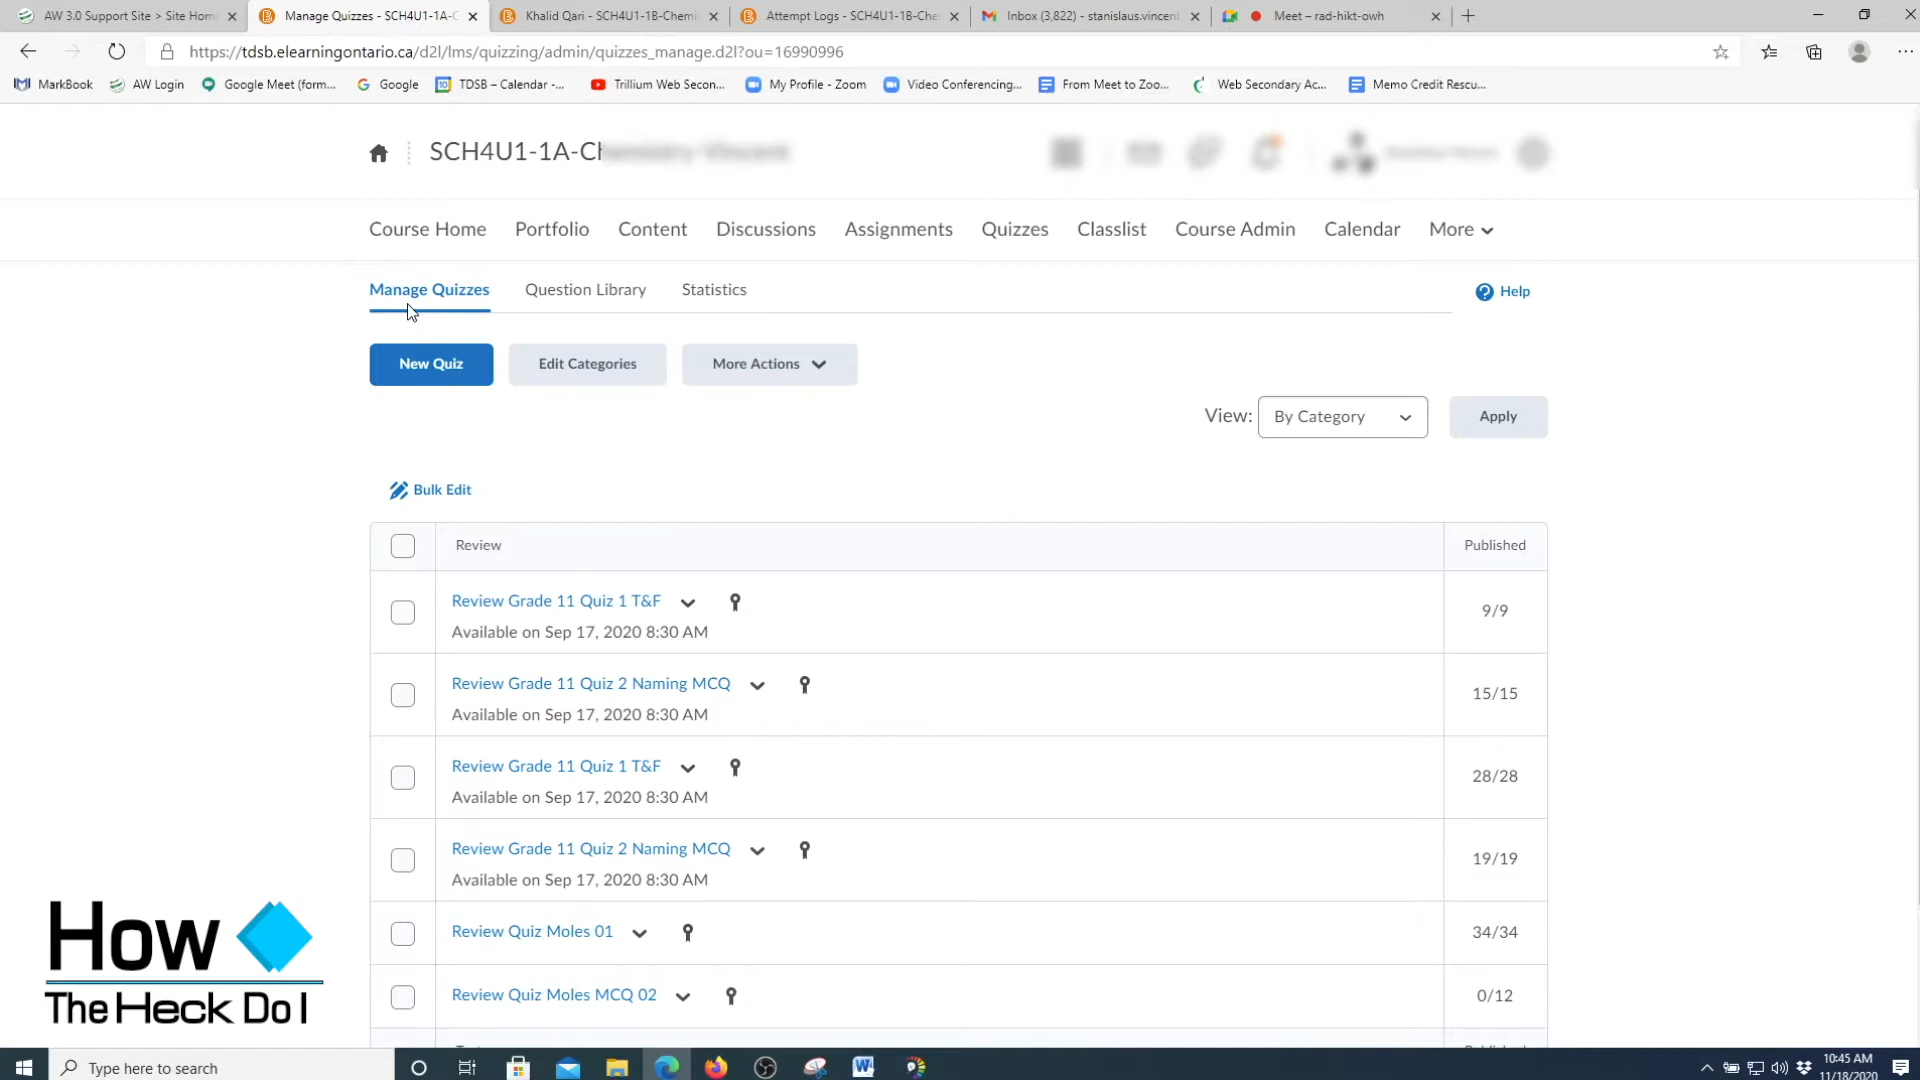 AW 3.0 Support Site > Site Home
Manage Quizzes - SCH4U1-1A-C
Khalid Qari - SCH4U1-1B-Chemi
Attempt Logs - SCH4U1-1B-Che
Inbox (3,822) - stanislaus.vincent
Meet – rad-hikt-owh
https://tdsb.elearningontario.ca/d2l/lms/quizzing/admin/quizzes_manage.d2l?ou=16990996
MarkBook
AW Login
Google Meet (form...
Google
TDSB – Calendar -...
Trillium Web Secon...
My Profile - Zoom
Video Conferencing...
From Meet to Zoo...
Web Secondary Ac...
Memo Credit Rescu...
SCH4U1-1A-Chemistry-Vincent
Course Home
Portfolio
Content
Discussions
Assignments
Quizzes
Classlist
Course Admin
Calendar
More
Manage Quizzes
Question Library
Statistics
Help
New Quiz
Edit Categories
More Actions
View: By Category
Apply
Bulk Edit
Review
Published
Review Grade 11 Quiz 1 T&F
Available on Sep 17, 2020 8:30 AM
9/9
Review Grade 11 Quiz 2 Naming MCQ
Available on Sep 17, 2020 8:30 AM
15/15
Review Grade 11 Quiz 1 T&F
Available on Sep 17, 2020 8:30 AM
28/28
Review Grade 11 Quiz 2 Naming MCQ
Available on Sep 17, 2020 8:30 AM
19/19
Review Quiz Moles 01
34/34
Review Quiz Moles MCQ 02
0/12
How
The Heck Do I
Type here to search
10:45 AM
11/18/2020